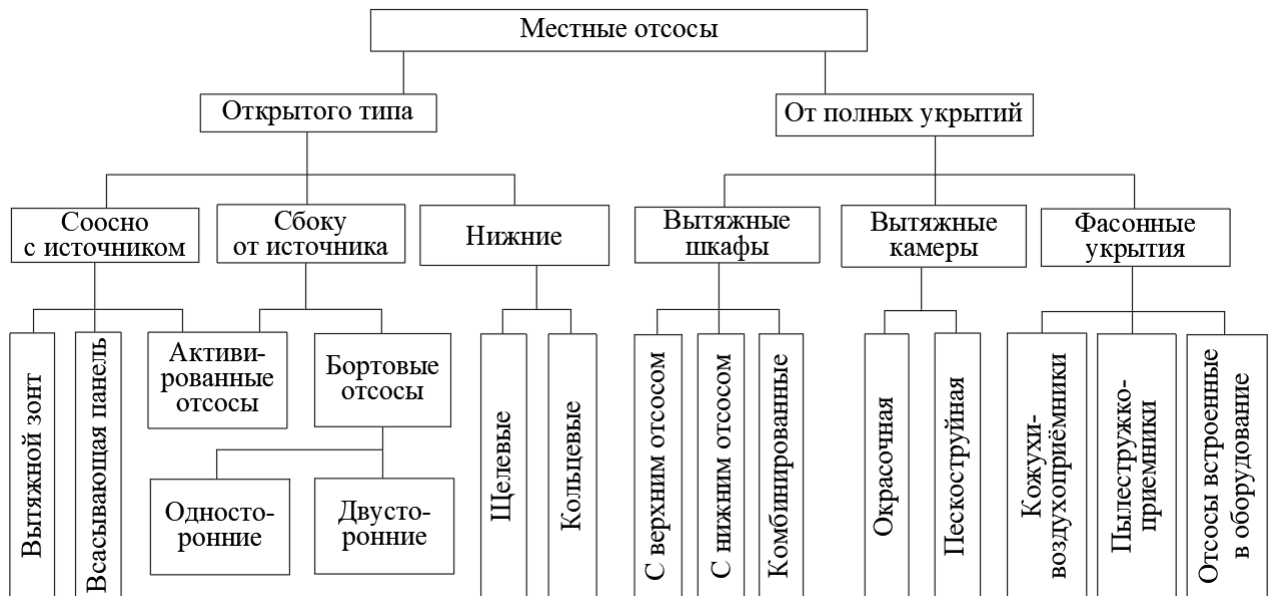 Местные отсосы
Открытого типа
От полных укрытий
Соосно
с источником
Сбоку
от источника
Нижние
Вытяжные
шкафы
Вытяжные
камеры
Фасонные
укрытия
Вытяжной зонт
Всасывающая панель
Активи-
рованные
отсосы
Бортовые
отсосы
Односто-
ронние
Двусто-
ронние
Щелевые
Кольцевые
С верхним отсосом
С нижним отсосом
Комбинированные
Окрасочная
Пескоструйная
Кожухи-
воздухоприёмники
Пылестружко-
приемники
Отсосы встроенные
в оборудование